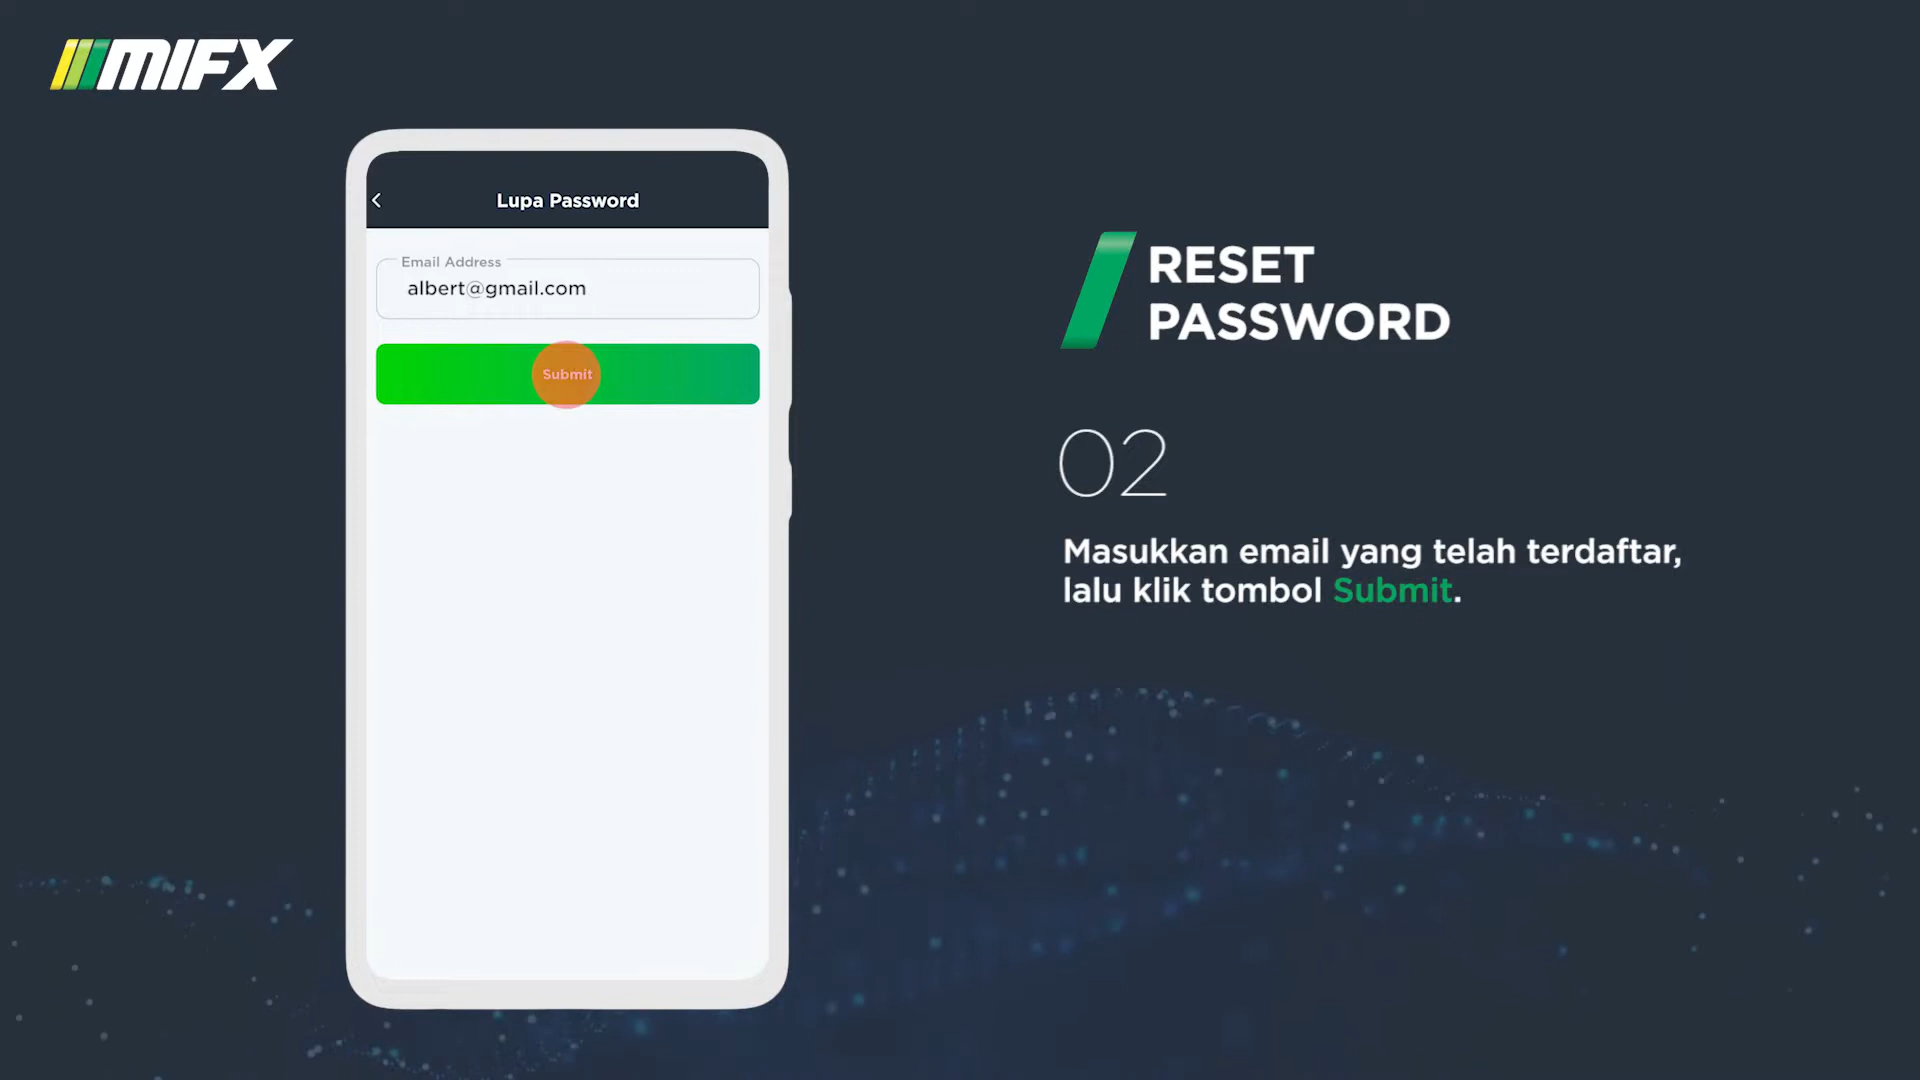 MIFX
Lupa Password
Email Address
albert@gmail.com
Submit
RESET
PASSWORD
02
Masukkan email yang telah terdaftar,
lalu klik tombol Submit.